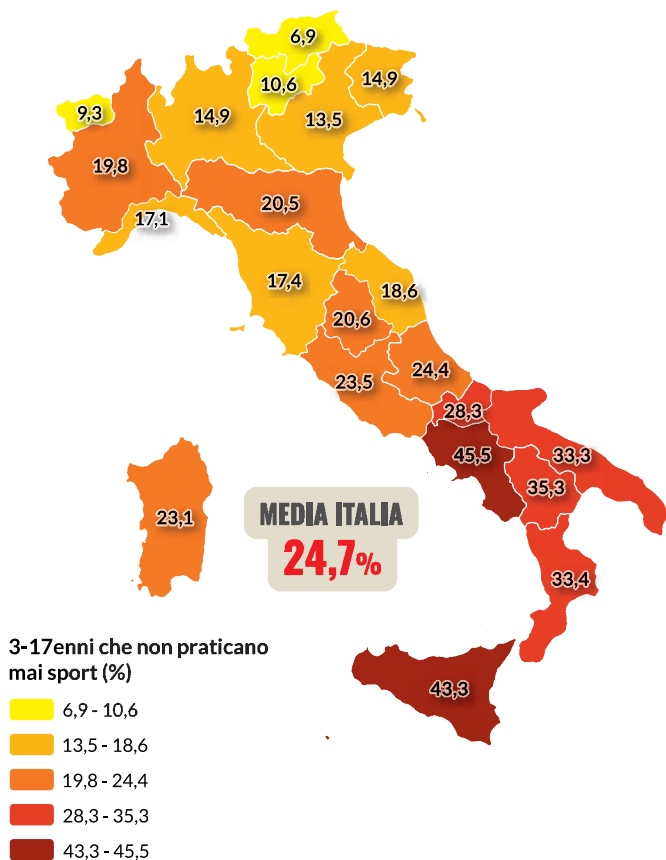 6,9
10,6
14,9
9,3
14,9
13,5
19,8
20,5
17,1
17,4
18,6
20,6
23,5
24,4
28,3
45,5
33,3
35,3
23,1
MEDIA ITALIA
24,7%
33,4
43,3
3-17enni che non praticano
mai sport (%)
6,9 - 10,6
13,5 - 18,6
19,8 - 24,4
28,3 - 35,3
43,3 - 45,5